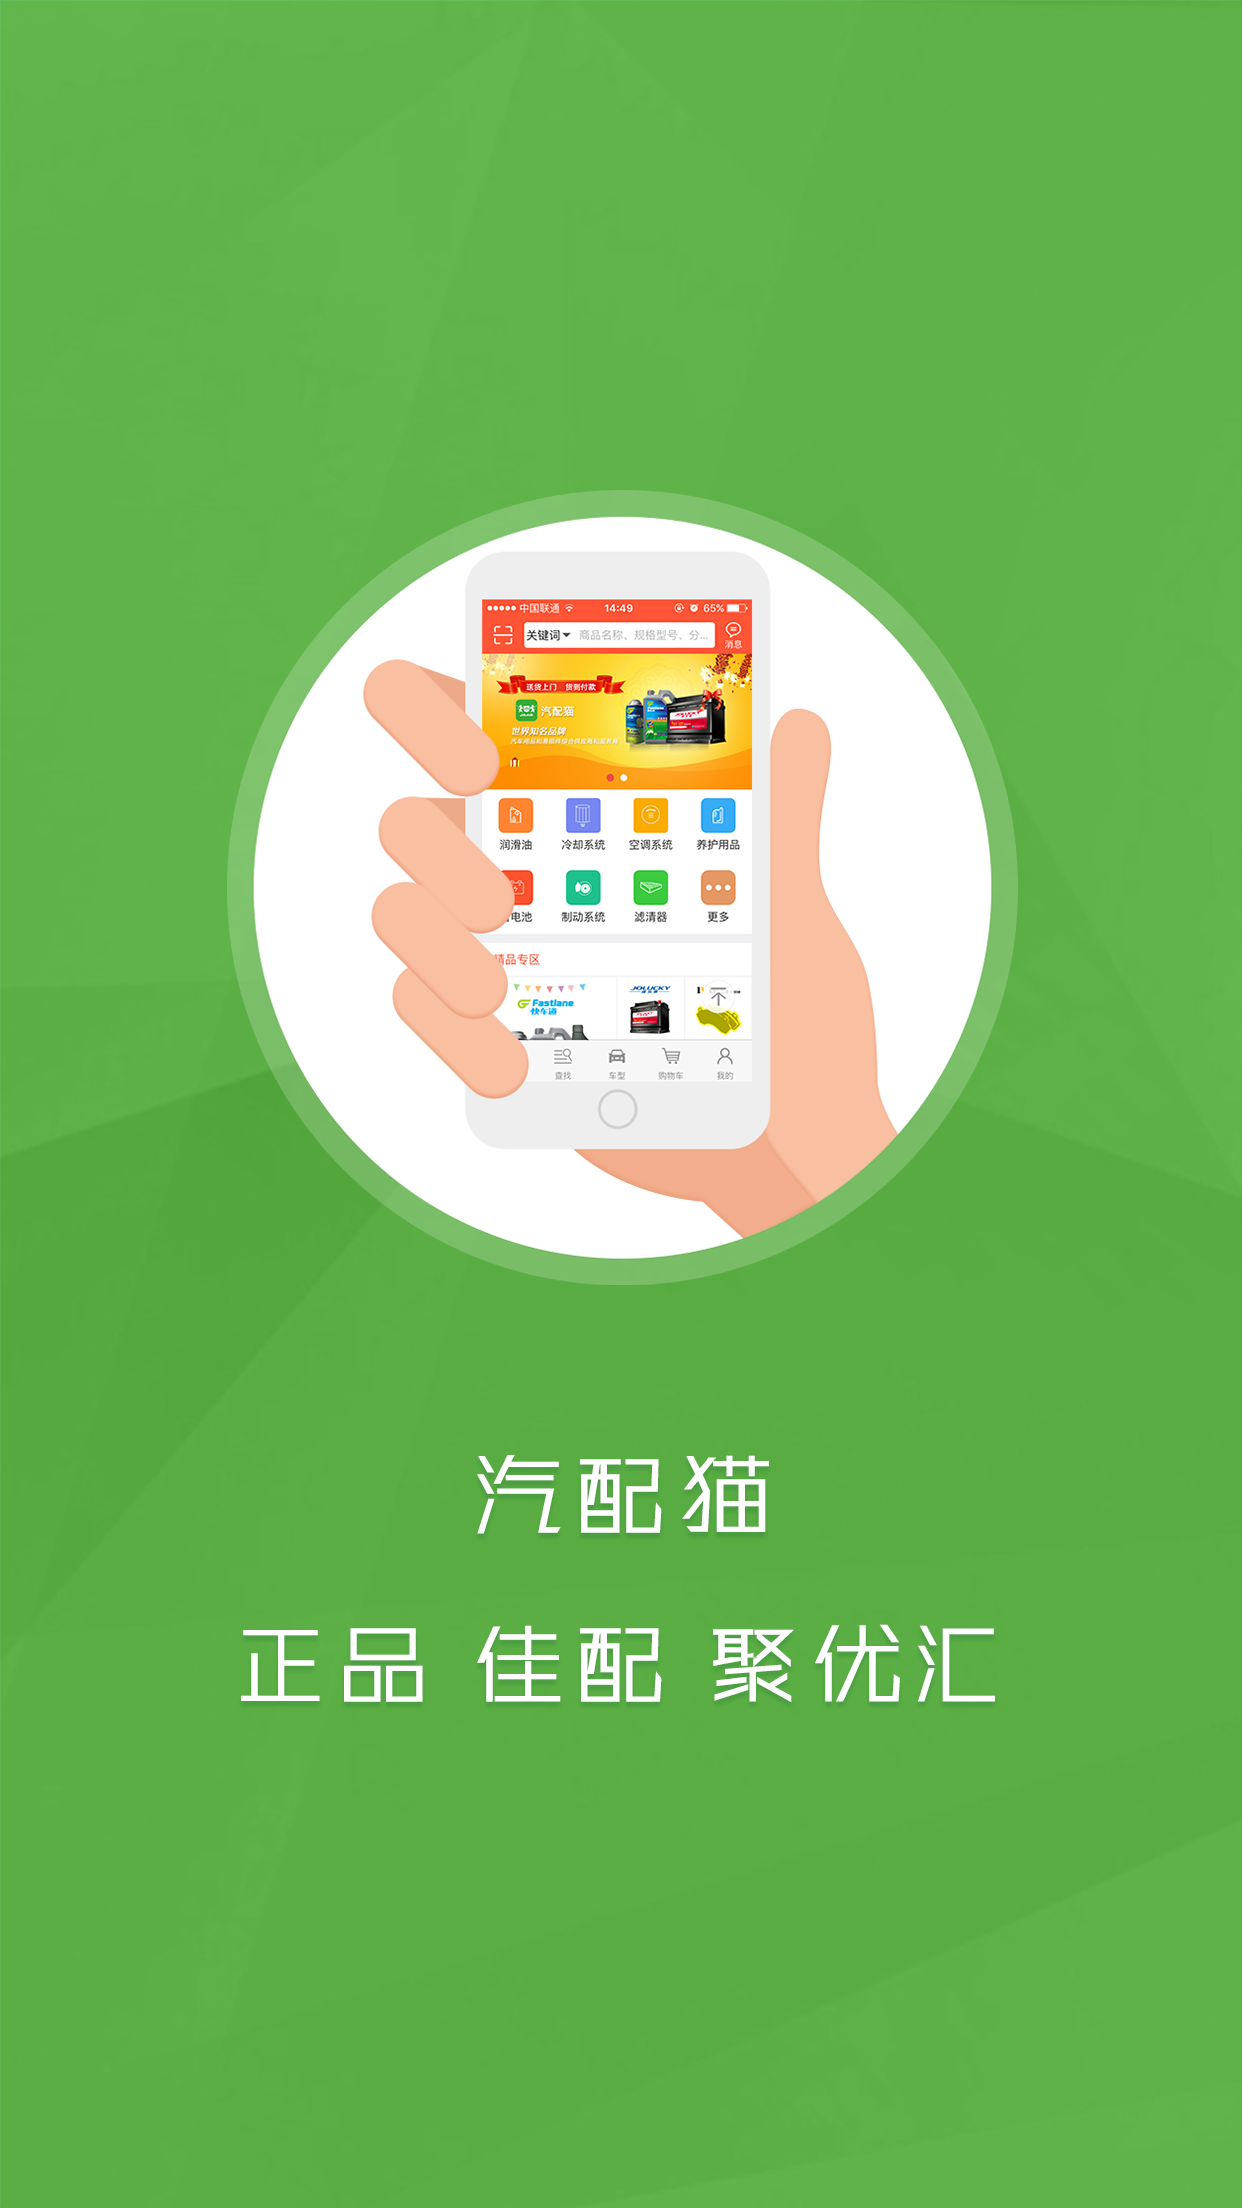 中国联通 14:49 65%
关键词 商品名称、规格型号、分... 消息
送货上门 货到付款
汽配猫
世界知名品牌
润滑油 冷却系统 空调系统 养护用品
电池 制动系统 滤清器 更多
精品专区
Fastlane
快车道
JOLUCKY
查找 车型 购物车 我的
汽配猫
正品 佳配 聚优汇